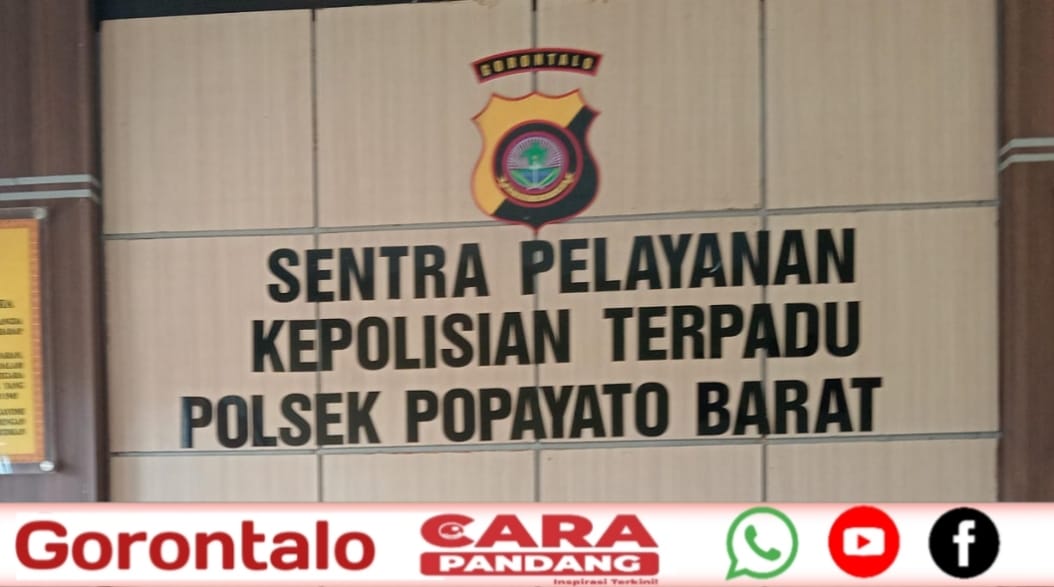 GORONTALO
SENTRA PELAYANAN
KEPOLISIAN TERPADU
POLSEK POPAYATO BARAT
Gorontalo
CARA
PANDANG
Inspirasi Terkini!